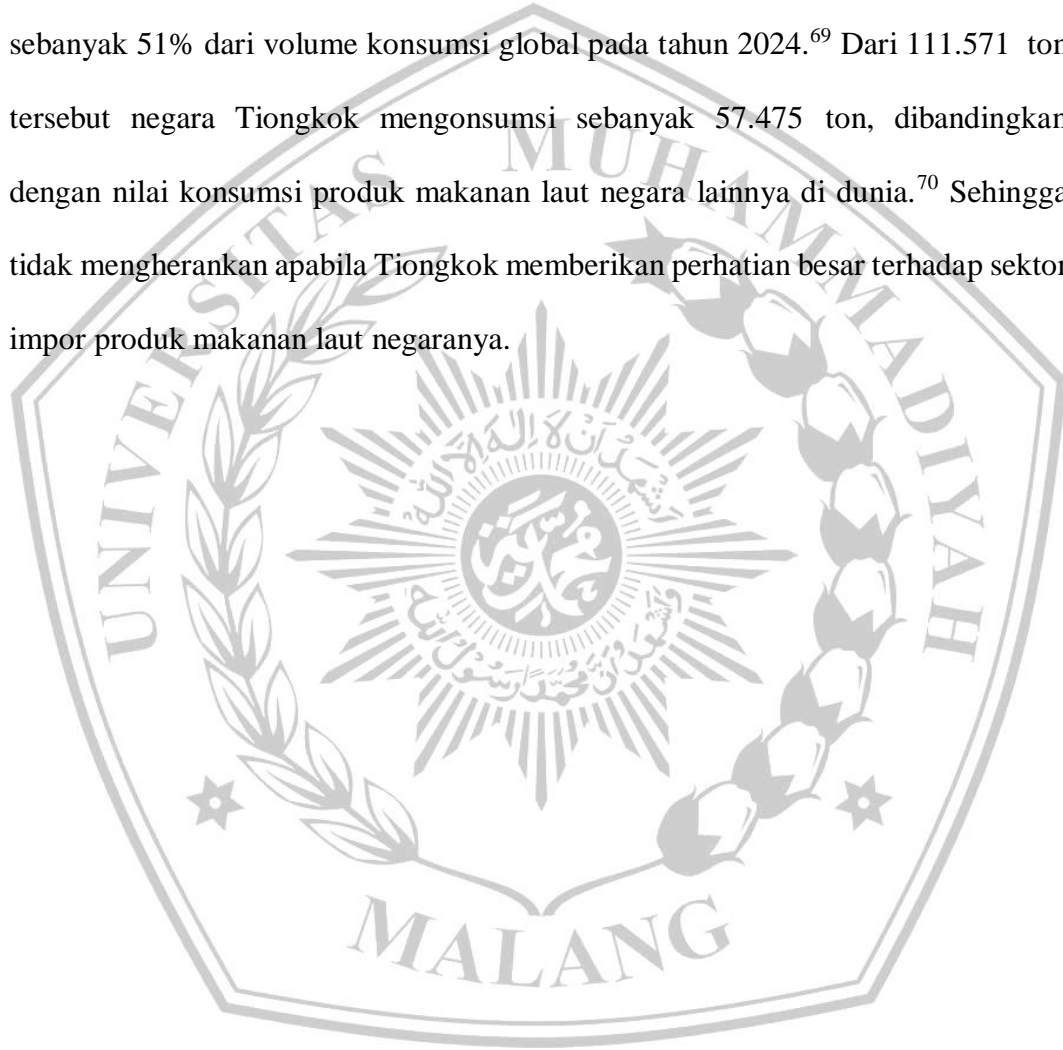 sebanyak 51% dari volume konsumsi global pada tahun 2024.69 Dari 111.571 ton
tersebut negara Tiongkok mengonsumsi sebanyak 57.475 ton, dibandingkan
dengan nilai konsumsi produk makanan laut negara lainnya di dunia.70 Sehingga
tidak mengherankan apabila Tiongkok memberikan perhatian besar terhadap sektor
impor produk makanan laut negaranya.
UNIVERSITAS MUHAMMADIYAH
MALANG